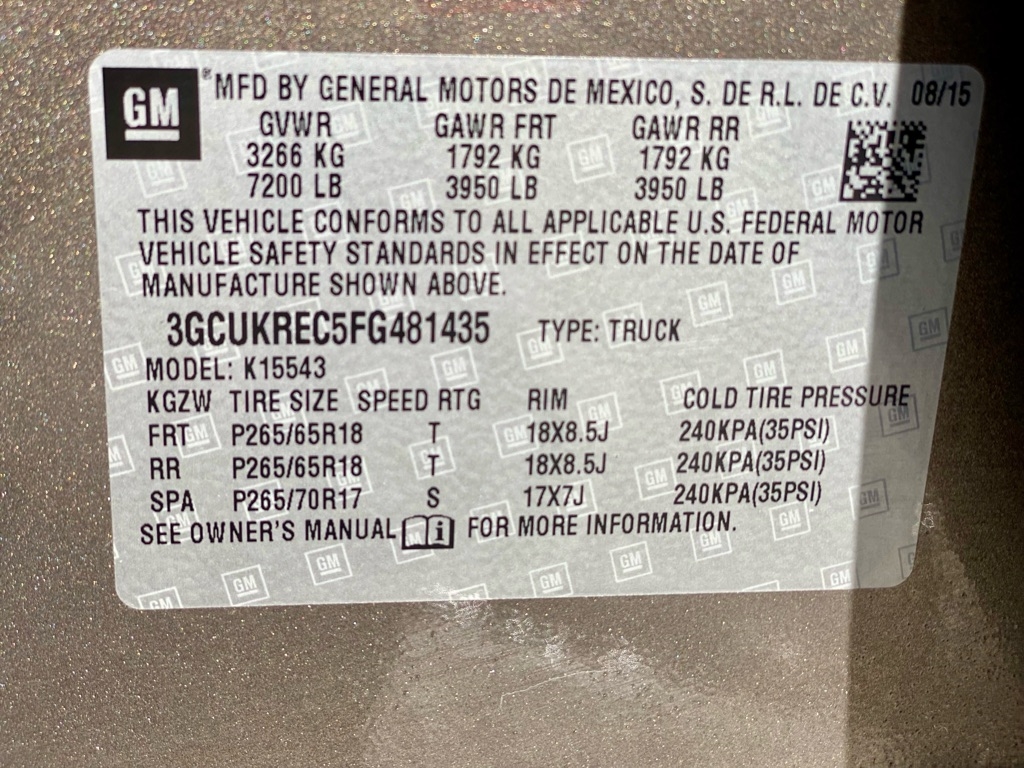 GM ® MFD BY GENERAL MOTORS DE MEXICO, S. DE R.L. DE C.V. 08/15
GVWR GAWR FRT GAWR RR
3266 KG 1792 KG 1792 KG
7200 LB 3950 LB 3950 LB
THIS VEHICLE CONFORMS TO ALL APPLICABLE U.S. FEDERAL MOTOR
VEHICLE SAFETY STANDARDS IN EFFECT ON THE DATE OF
MANUFACTURE SHOWN ABOVE.
3GCUKREC5FG481435 TYPE: TRUCK
MODEL: K15543
KGZW TIRE SIZE SPEED RTG RIM COLD TIRE PRESSURE
FRT P265/65R18 T 18X8.5J 240KPA(35PSI)
RR P265/65R18 T 18X8.5J 240KPA(35PSI)
SPA P265/70R17 S 17X7J 240KPA(35PSI)
SEE OWNER'S MANUAL i FOR MORE INFORMATION.